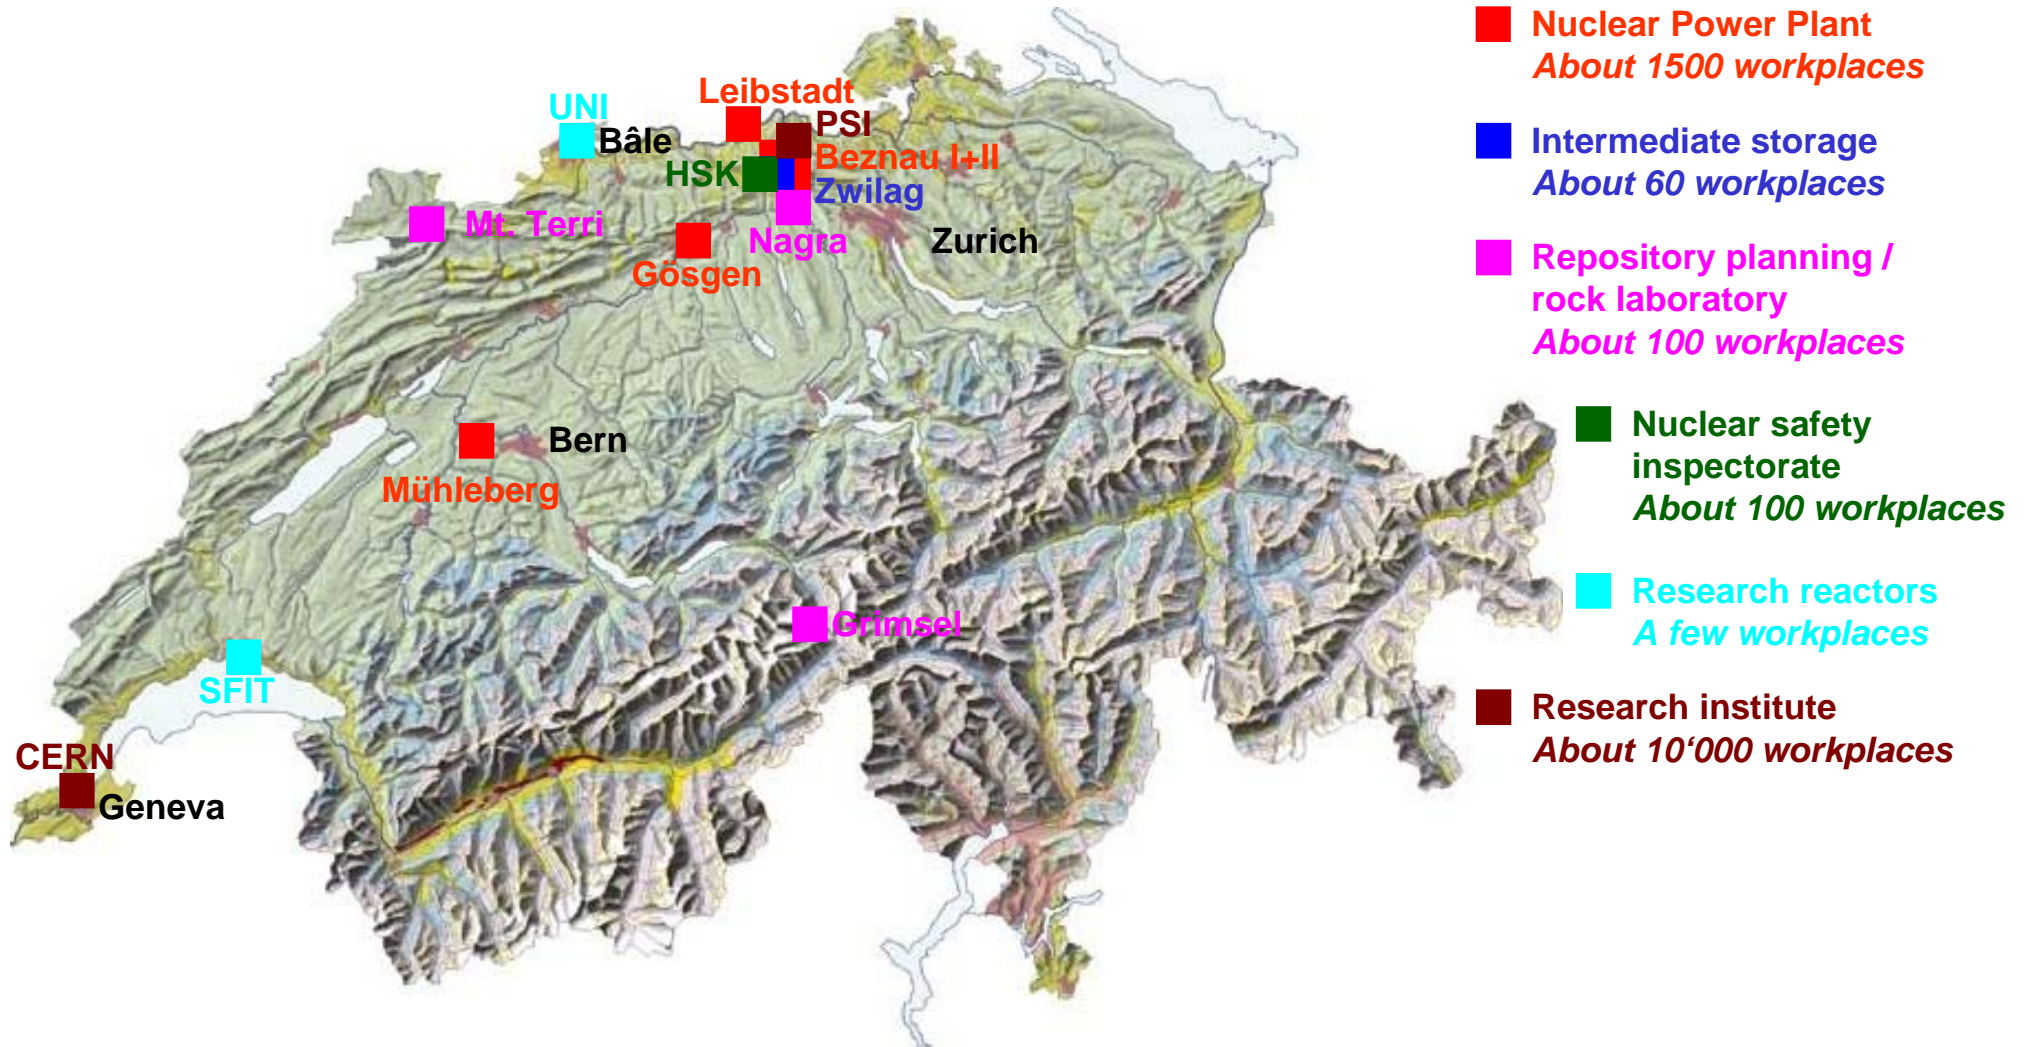 Leibstadt
UNI
PSI
Bâle
Beznau I+II
HSK
Zwilag
Mt. Terri
Nagra
Zurich
Gösgen
Bern
Mühleberg
Grimsel
SFIT
CERN
Geneva
Nuclear Power Plant
About 1500 workplaces
Intermediate storage
About 60 workplaces
Repository planning /
rock laboratory
About 100 workplaces
Nuclear safety
inspectorate
About 100 workplaces
Research reactors
A few workplaces
Research institute
About 10‘000 workplaces